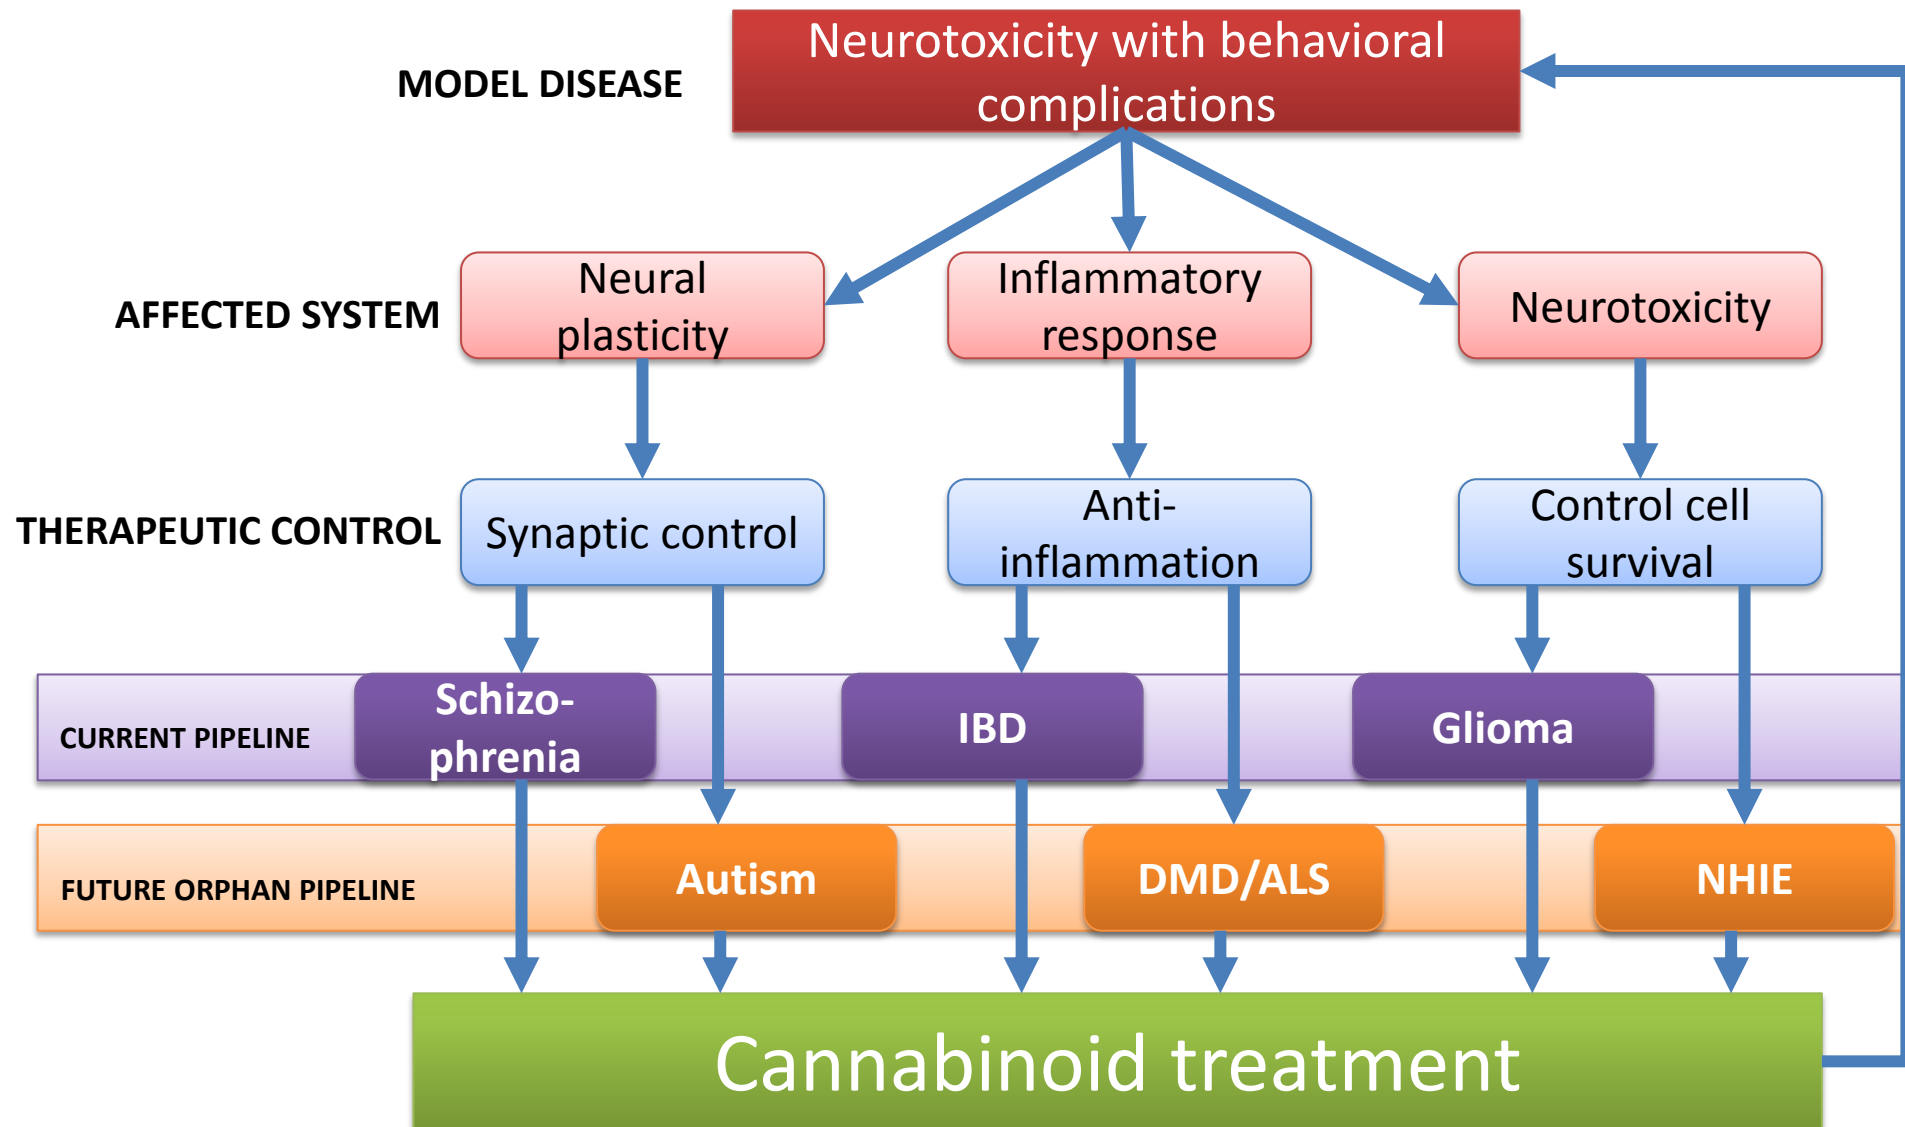 Neurotoxicity with behavioral
complications
MODEL DISEASE
Neural
plasticity
Inflammatory
response
Neurotoxicity
AFFECTED SYSTEM
Synaptic control
Anti-
inflammation
Control cell
survival
THERAPEUTIC CONTROL
Schizo-
phrenia
IBD
Glioma
CURRENT PIPELINE
Autism
DMD/ALS
NHIE
FUTURE ORPHAN PIPELINE
Cannabinoid treatment